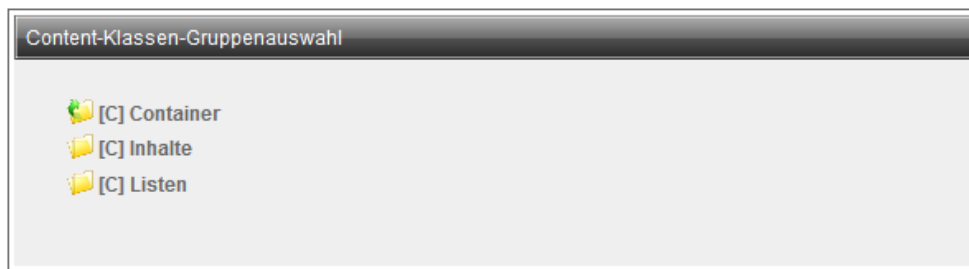 Content-Klassen-Gruppenauswahl
[C] Container
[C] Inhalte
[C] Listen